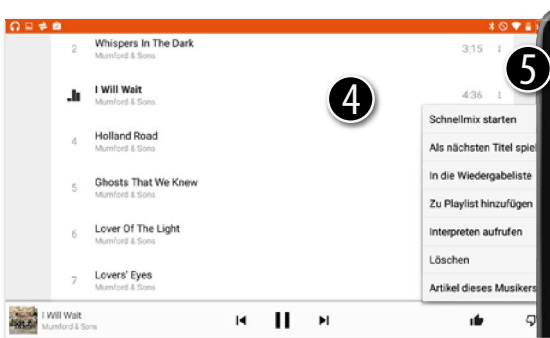 2 Whispers In The Dark 3:15
Mumford & Sons
I Will Wait 4:36
Mumford & Sons
4 Holland Road
Mumford & Sons
5 Ghosts That We Knew
Mumford & Sons
6 Lover Of The Light
Mumford & Sons
7 Lovers' Eyes
Mumford & Sons
4
5
Schnellmix starten
Als nächsten Titel spiel
In die Wiedergabeliste
Zu Playlist hinzufügen
Interpreten aufrufen
Löschen
Artikel dieses Musikers
I Will Wait
Mumford & Sons